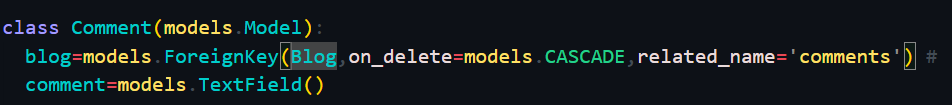 class Comment(models.Model):
  blog=models.ForeignKey(Blog,on_delete=models.CASCADE,related_name='comments') #
  comment=models.TextField()